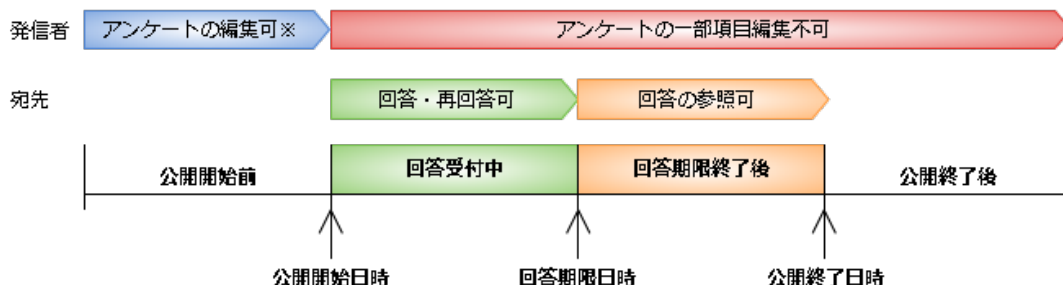 発信者
アンケートの編集可※
アンケートの一部項目編集不可
宛先
回答・再回答可
回答の参照可
公開開始前
回答受付中
回答期限終了後
公開終了後
公開開始日時
回答期限日時
公開終了日時